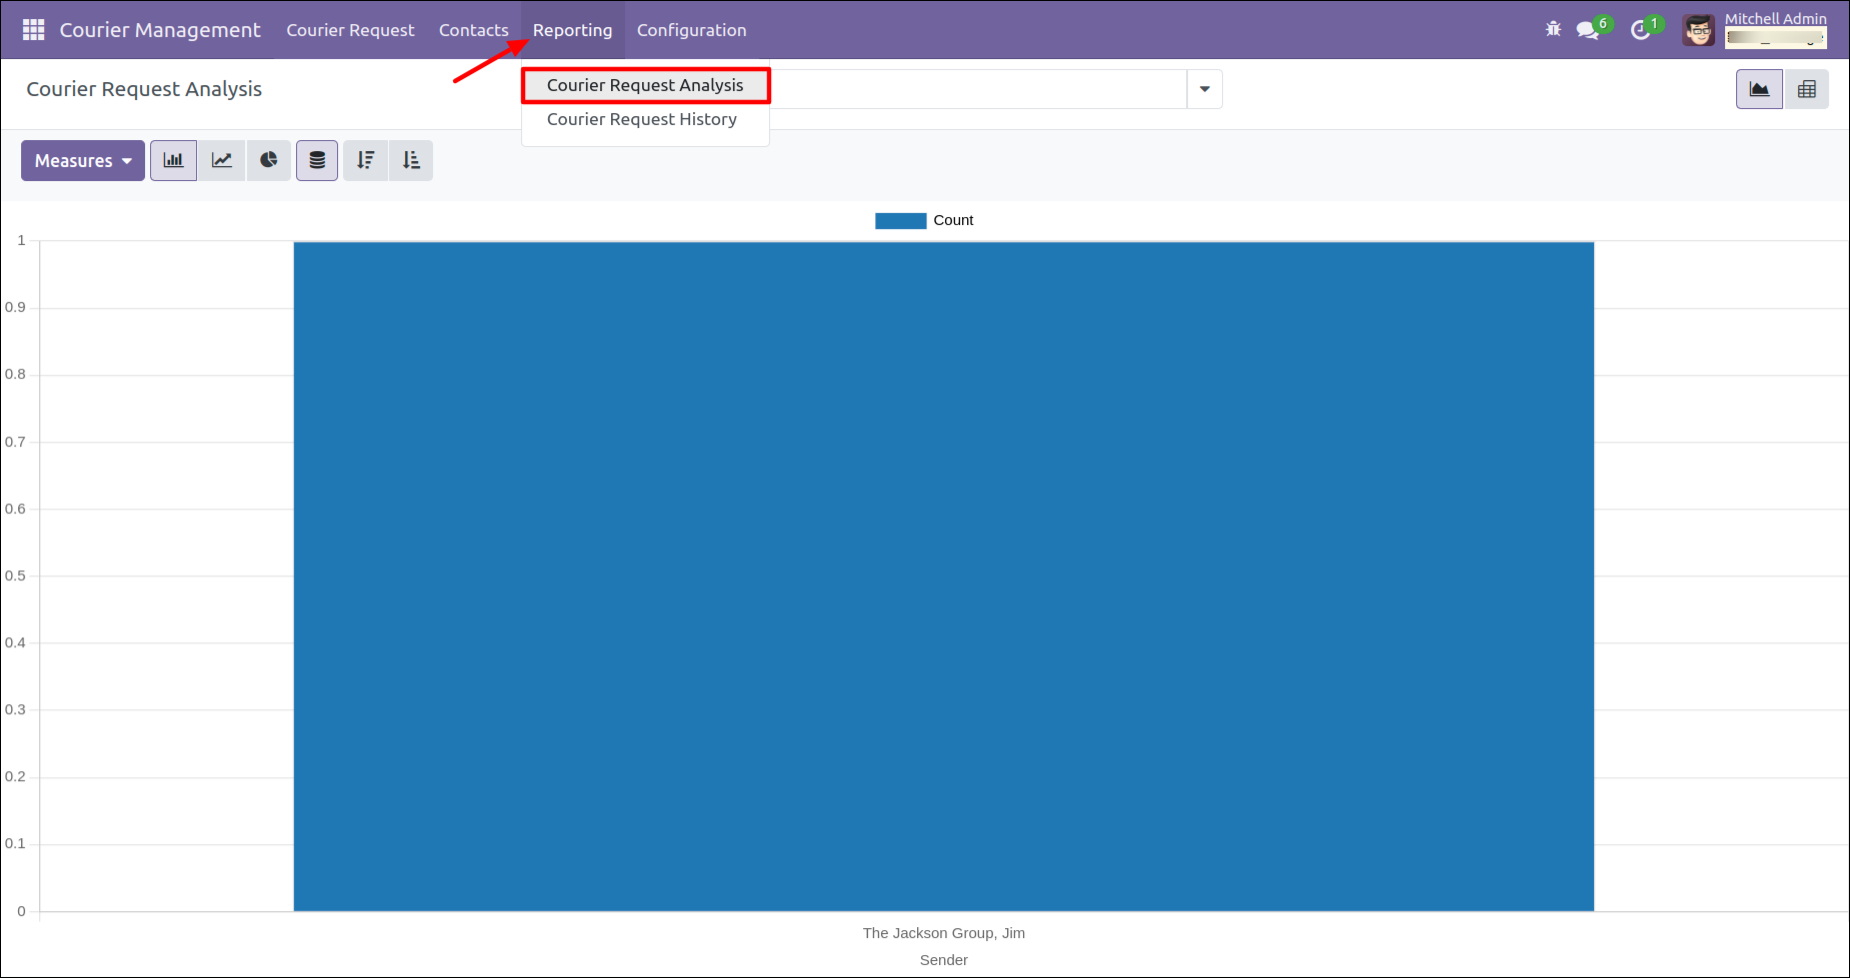 Courier Management Courier Request Contacts Reporting Configuration 6 1 Mitchell Admin
Courier Request Analysis
Courier Request Analysis
Courier Request History
Measures
Count
1
0.9
0.8
0.7
0.6
0.5
0.4
0.3
0.2
0.1
0
The Jackson Group, Jim
Sender